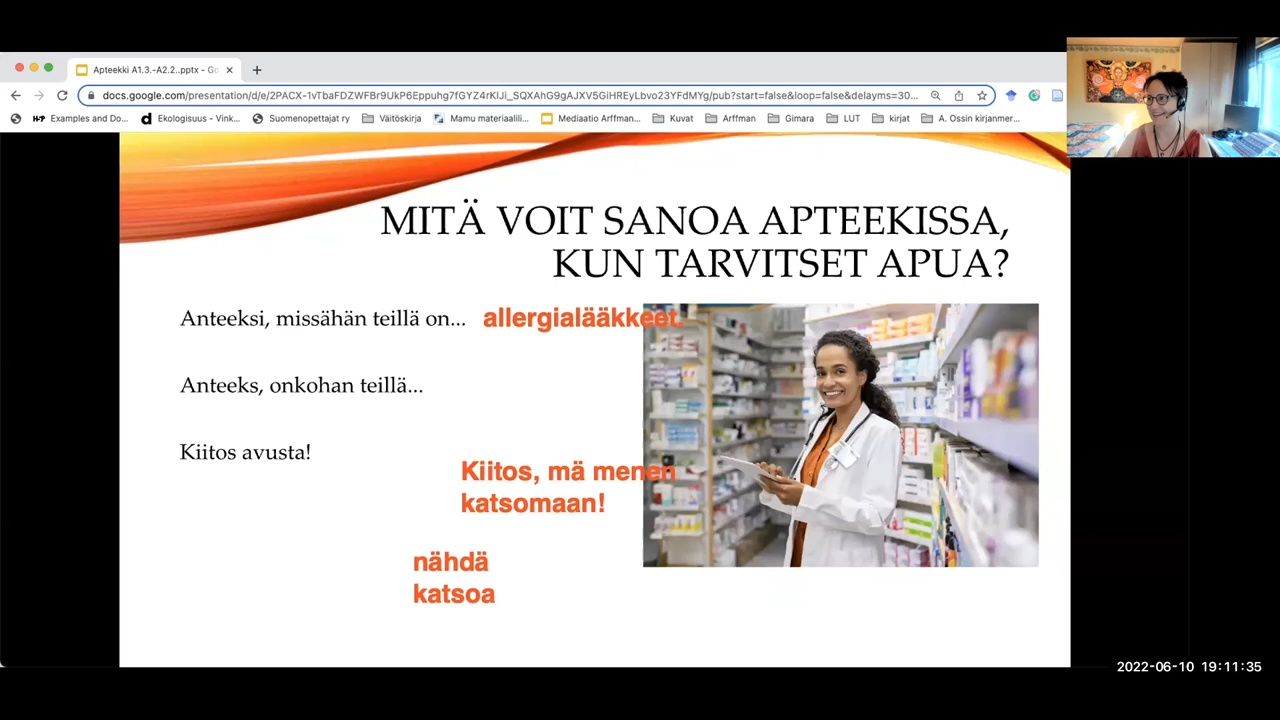 Apteekki A1.3.-A2.2..pptx - Go
docs.google.com/presentation/d/e/2PACX-1vTbaFDZWFBr9UkP6Eppuhg7fGYZ4rKIJi_SQXAhG9gAJXV5GiHREyLbvo23YFdMYg/pub?start=false&loop=false&delayms=30...
Examples and Do... Ekologisuus - Vink... Suomenopettajat ry Väitöskirja Mamu materiaalili... Mediaatio Arffman... Kuvat Arffman Gimara LUT kirjat A. Ossin kirjanmer...
MITÄ VOIT SANOA APTEEKISSA,
KUN TARVITSET APUA?
Anteeksi, missähän teillä on... allergialääkkeet.
Anteeks, onkohan teillä...
Kiitos avusta!
Kiitos, mä menen
katsomaan!
nähdä
katsoa
2022-06-10 19:11:35